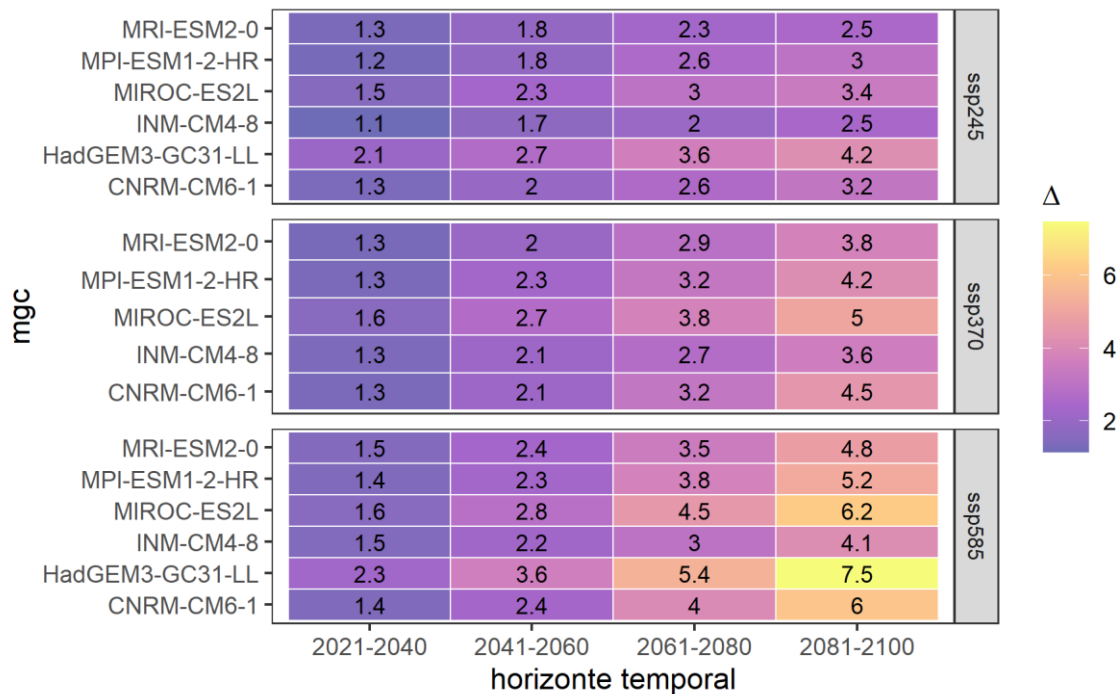 MRI-ESM2-0 1.3 1.8 2.3 2.5
MPI-ESM1-2-HR 1.2 1.8 2.6 3
MIROC-ES2L 1.5 2.3 3 3.4
INM-CM4-8 1.1 1.7 2 2.5
HadGEM3-GC31-LL 2.1 2.7 3.6 4.2
CNRM-CM6-1 1.3 2 2.6 3.2
ssp245
MRI-ESM2-0 1.3 2 2.9 3.8
MPI-ESM1-2-HR 1.3 2.3 3.2 4.2
MIROC-ES2L 1.6 2.7 3.8 5
INM-CM4-8 1.3 2.1 2.7 3.6
CNRM-CM6-1 1.3 2.1 3.2 4.5
ssp370
MRI-ESM2-0 1.5 2.4 3.5 4.8
MPI-ESM1-2-HR 1.4 2.3 3.8 5.2
MIROC-ES2L 1.6 2.8 4.5 6.2
INM-CM4-8 1.5 2.2 3 4.1
HadGEM3-GC31-LL 2.3 3.6 5.4 7.5
CNRM-CM6-1 1.4 2.4 4 6
ssp585
2021-2040 2041-2060 2061-2080 2081-2100
horizonte temporal
mgc
Δ
6
4
2